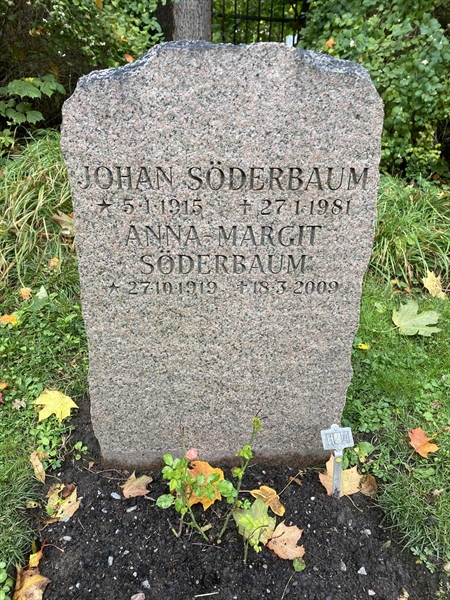 JOHAN SÖDERBAUM
★ 5·1·1915 ✝ 27·1·1981
ANNA-MARGIT
SÖDERBAUM
★ 27·10·1919 ✝ 18·3·2009